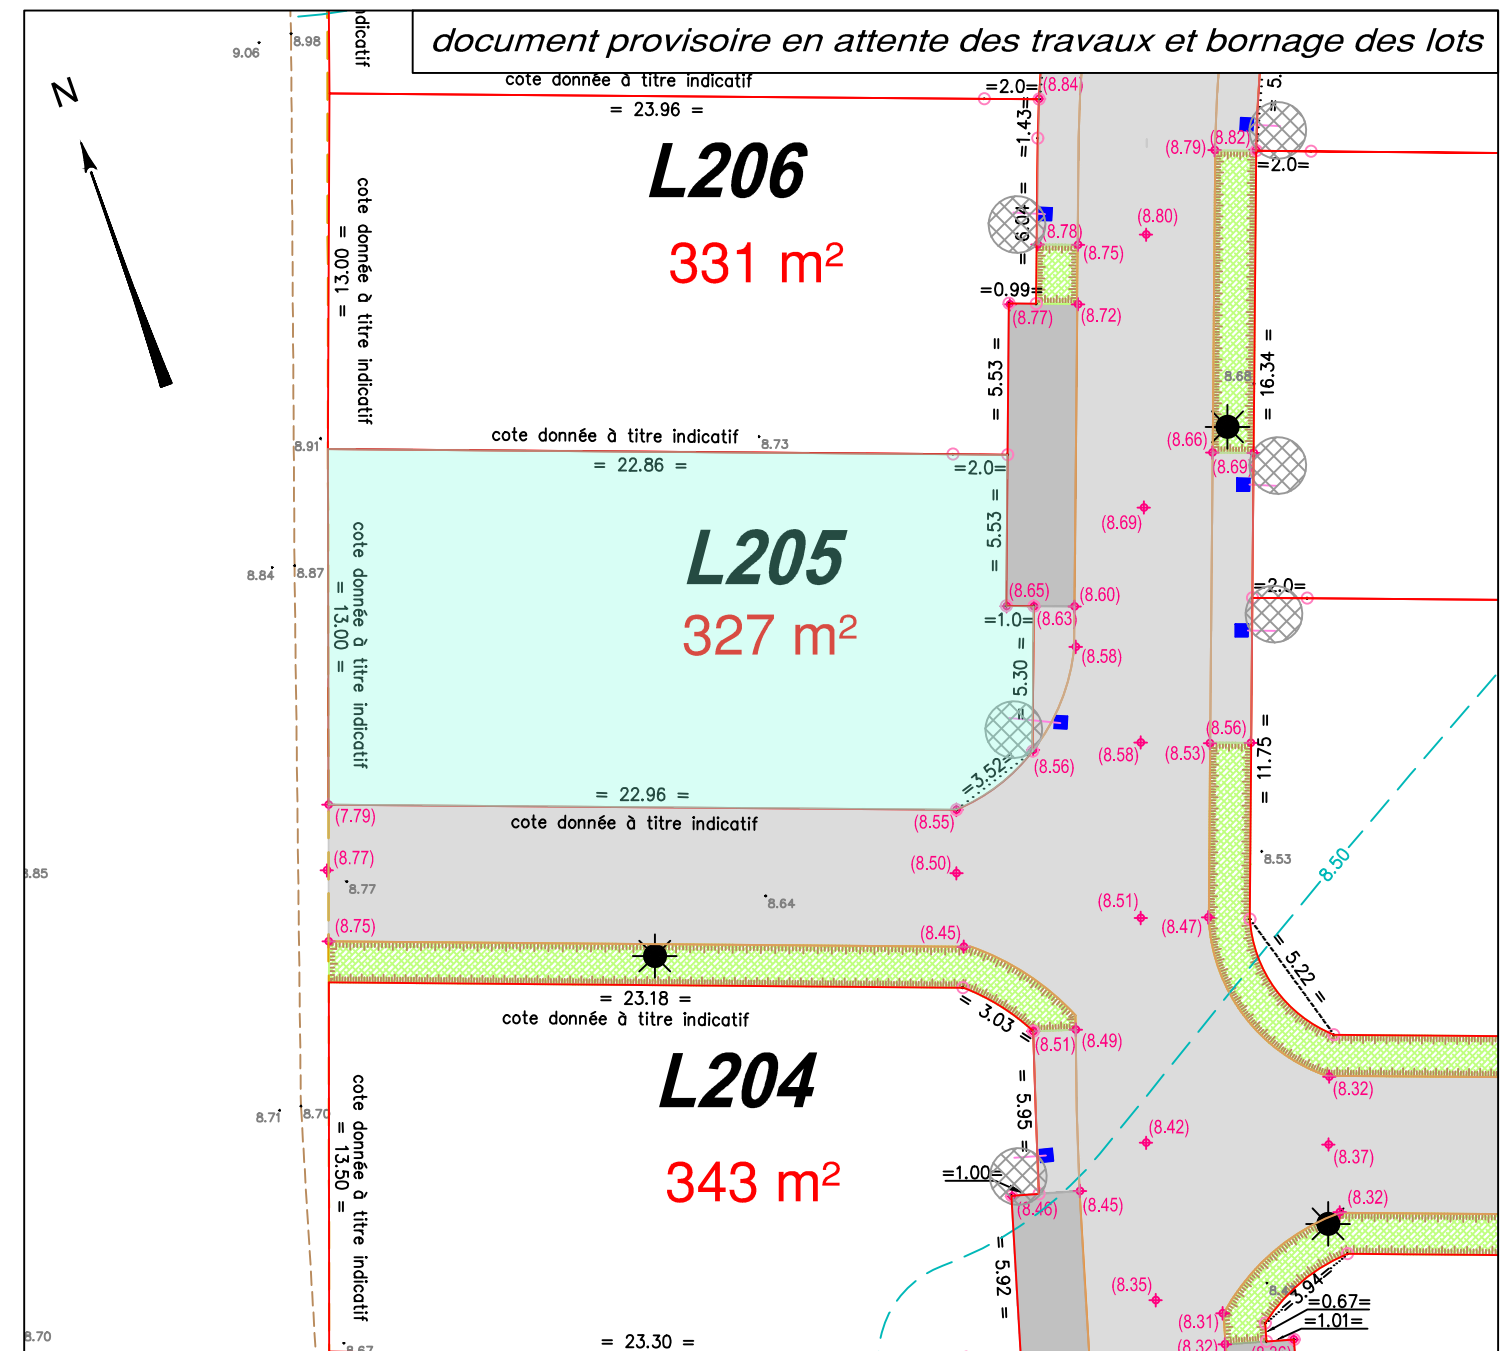 document provisoire en attente des travaux et bornage des lots
N
9.06
8.98
cote donnée à titre indicatif
= 23.96 =
=2.0=
(8.84)
=1.43=
L206
331 m²
cote donnée à titre indicatif
= 13.00 =
= 6.04 =
(8.78)
(8.75)
(8.80)
(8.79)
(8.82)
=2.0=
=0.99=
(8.77)
(8.72)
= 5.53 =
= 16.34 =
8.68
8.91
cote donnée à titre indicatif
8.73
= 22.86 =
=2.0=
(8.66)
(8.69)
L205
327 m²
= 5.53 =
(8.69)
8.84
8.87
cote donnée à titre indicatif
= 13.00 =
(8.65)
(8.60)
=1.0=
(8.63)
=2.0=
(8.58)
= 5.30 =
(8.56)
(8.58)
(8.53)
(8.56)
= 11.75 =
=3.52=
= 22.96 =
cote donnée à titre indicatif
(7.79)
(8.55)
(8.77)
8.77
(8.50)
8.53
8.50
8.64
(8.51)
(8.47)
(8.75)
(8.45)
= 5.22 =
= 23.18 =
cote donnée à titre indicatif
= 3.03 =
(8.51)
(8.49)
L204
343 m²
(8.32)
8.71
8.70
cote donnée à titre indicatif
= 13.50 =
= 5.95 =
(8.42)
(8.37)
=1.00=
(8.46)
(8.45)
(8.32)
= 5.92 =
(8.35)
(8.31)
=3.94=
=0.67=
=1.01=
8.70
= 23.30 =
(8.32)